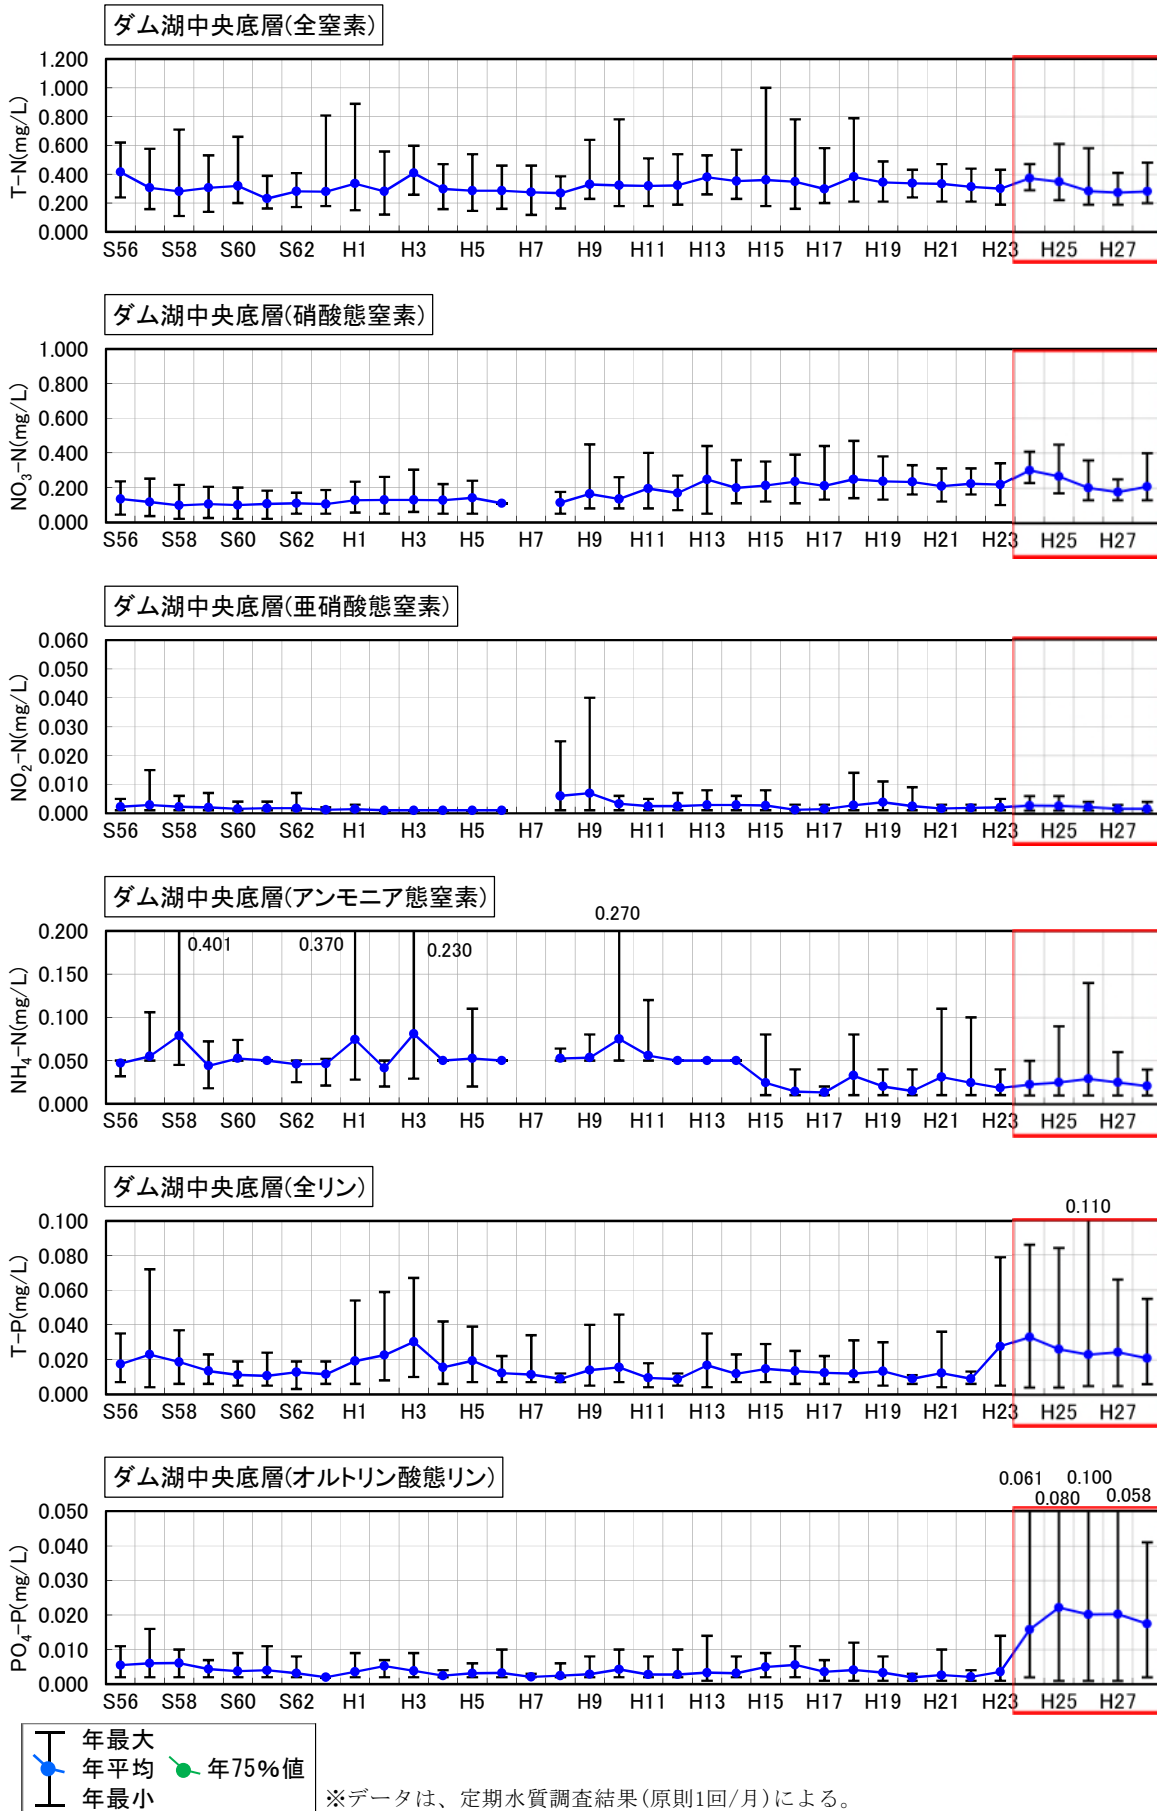 ダム湖中央底層(全窒素)
T-N(mg/L)
1.200
1.000
0.800
0.600
0.400
0.200
0.000
S56 S58 S60 S62 H1 H3 H5 H7 H9 H11 H13 H15 H17 H19 H21 H23 H25 H27
ダム湖中央底層(硝酸態窒素)
NO₃-N(mg/L)
1.000
0.800
0.600
0.400
0.200
0.000
S56 S58 S60 S62 H1 H3 H5 H7 H9 H11 H13 H15 H17 H19 H21 H23 H25 H27
ダム湖中央底層(亜硝酸態窒素)
NO₂-N(mg/L)
0.060
0.050
0.040
0.030
0.020
0.010
0.000
S56 S58 S60 S62 H1 H3 H5 H7 H9 H11 H13 H15 H17 H19 H21 H23 H25 H27
ダム湖中央底層(アンモニア態窒素)
0.270
0.401 0.370 0.230
NH₄-N(mg/L)
0.200
0.150
0.100
0.050
0.000
S56 S58 S60 S62 H1 H3 H5 H7 H9 H11 H13 H15 H17 H19 H21 H23 H25 H27
ダム湖中央底層(全リン)
0.110
T-P(mg/L)
0.100
0.080
0.060
0.040
0.020
0.000
S56 S58 S60 S62 H1 H3 H5 H7 H9 H11 H13 H15 H17 H19 H21 H23 H25 H27
ダム湖中央底層(オルトリン酸態リン)
0.061 0.100
0.080 0.058
PO₄-P(mg/L)
0.050
0.040
0.030
0.020
0.010
0.000
S56 S58 S60 S62 H1 H3 H5 H7 H9 H11 H13 H15 H17 H19 H21 H23 H25 H27
年最大
年平均 年75%値
年最小
※データは、定期水質調査結果(原則1回/月)による。